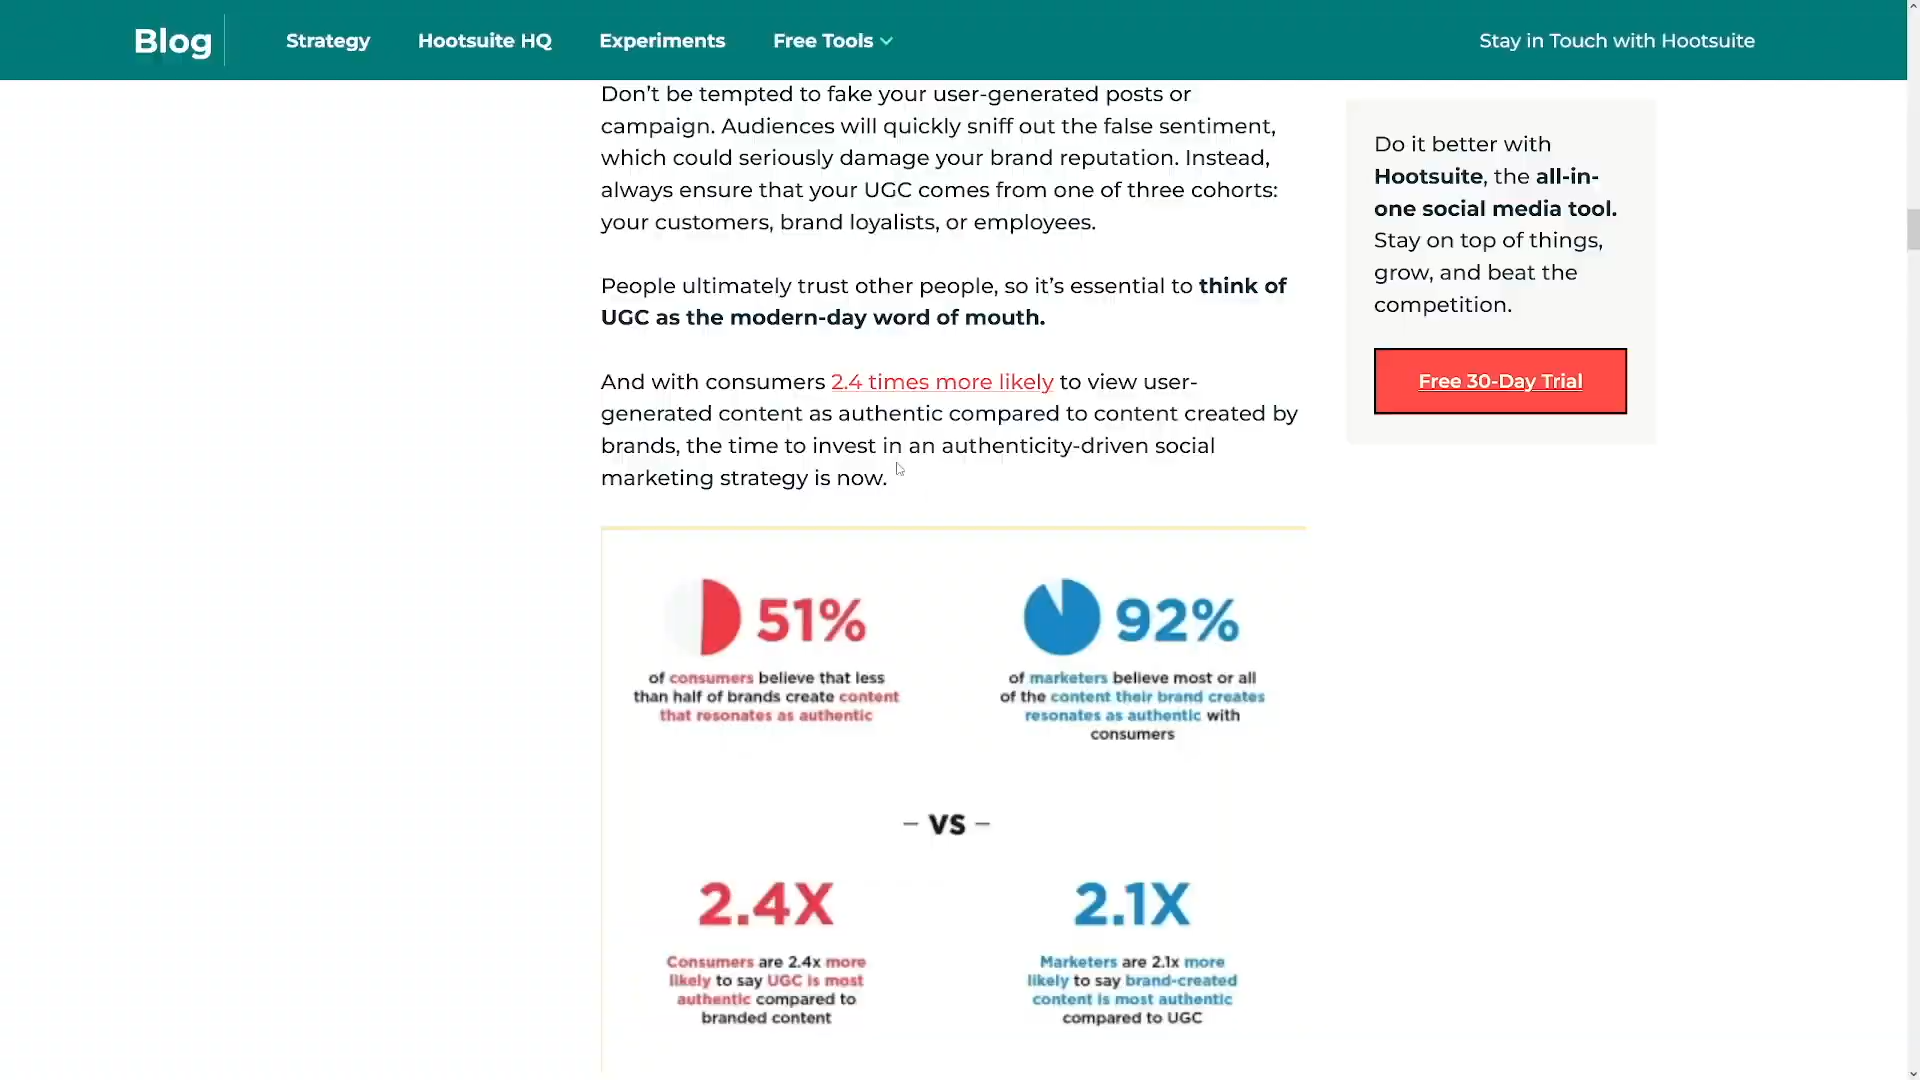 Blog
Strategy
Hootsuite HQ
Experiments
Free Tools
Stay in Touch with Hootsuite
Don’t be tempted to fake your user-generated posts or
campaign. Audiences will quickly sniff out the false sentiment,
which could seriously damage your brand reputation. Instead,
always ensure that your UGC comes from one of three cohorts:
your customers, brand loyalists, or employees.
People ultimately trust other people, so it’s essential to think of
UGC as the modern-day word of mouth.
And with consumers 2.4 times more likely to view user-
generated content as authentic compared to content created by
brands, the time to invest in an authenticity-driven social
marketing strategy is now.
Do it better with
Hootsuite, the all-in-
one social media tool.
Stay on top of things,
grow, and beat the
competition.
Free 30-Day Trial
51%
of consumers believe that less
than half of brands create content
that resonates as authentic
92%
of marketers believe most or all
of the content their brand creates
resonates as authentic with
consumers
– VS –
2.4X
Consumers are 2.4x more
likely to say UGC is most
authentic compared to
branded content
2.1X
Marketers are 2.1x more
likely to say brand-created
content is most authentic
compared to UGC